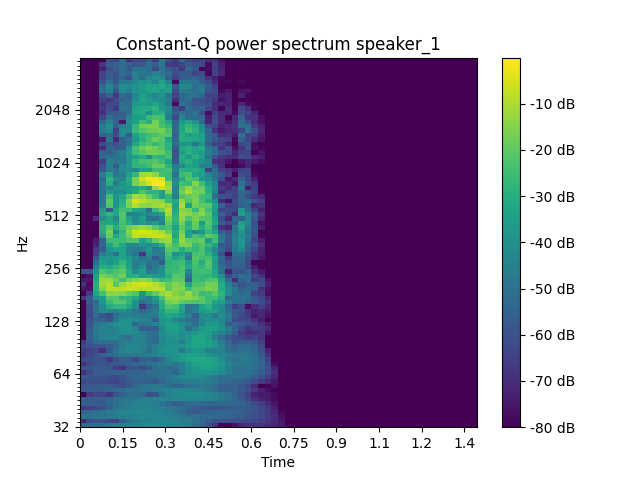 Constant-Q power spectrum speaker_1
Hz
2048
1024
512
256
128
64
32
0 0.15 0.3 0.45 0.6 0.75 0.9 1.1 1.2 1.4
Time
-10 dB
-20 dB
-30 dB
-40 dB
-50 dB
-60 dB
-70 dB
-80 dB